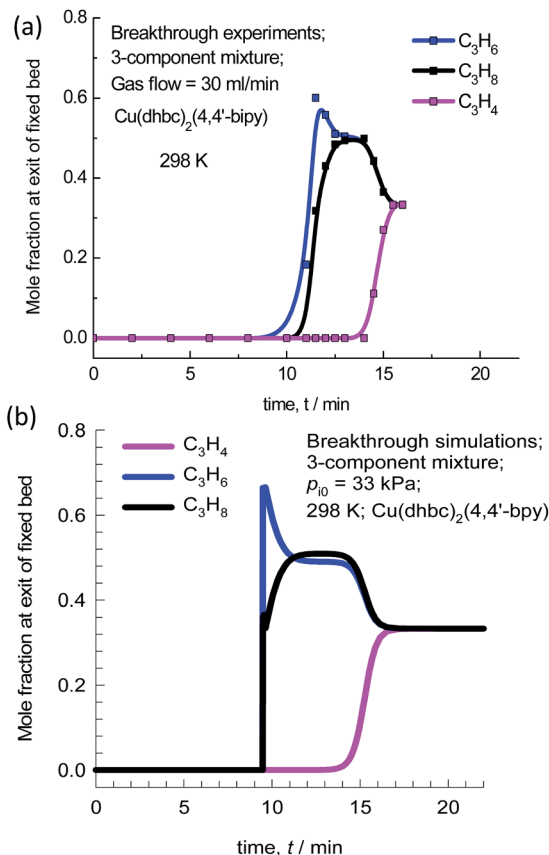 (a)
Breakthrough experiments;
3-component mixture;
Gas flow = 30 ml/min
Cu(dhbc)₂(4,4'-bipy)
298 K
C₃H₆
C₃H₈
C₃H₄
Mole fraction at exit of fixed bed
0.8
0.6
0.4
0.2
0.0
0 5 10 15 20
time, t / min
(b)
C₃H₄
C₃H₆
C₃H₈
Breakthrough simulations;
3-component mixture;
pᵢ₀ = 33 kPa;
298 K; Cu(dhbc)₂(4,4'-bpy)
Mole fraction at exit of fixed bed
0.8
0.6
0.4
0.2
0.0
0 10 20
time, t / min